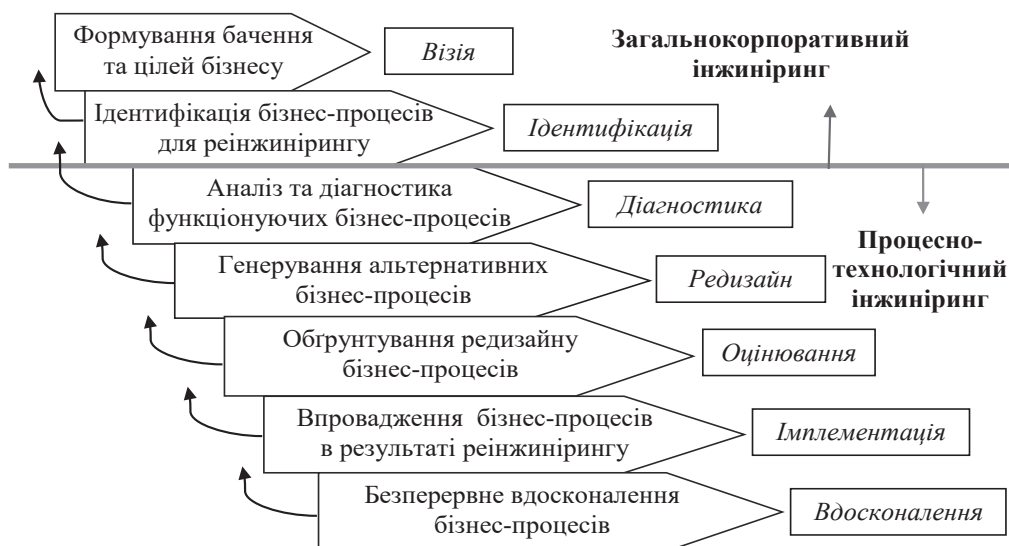 Формування бачення
та цілей бізнесу
Візія
Загальнокорпоративний
інжиніринг
Ідентифікація бізнес-процесів
для реінжинірингу
Ідентифікація
Аналіз та діагностика
функціонуючих бізнес-процесів
Діагностика
Процесно-
технологічний
інжиніринг
Генерування альтернативних
бізнес-процесів
Редизайн
Обґрунтування редизайну
бізнес-процесів
Оцінювання
Впровадження бізнес-процесів
в результаті реінжинірингу
Імплементація
Безперервне вдосконалення
бізнес-процесів
Вдосконалення